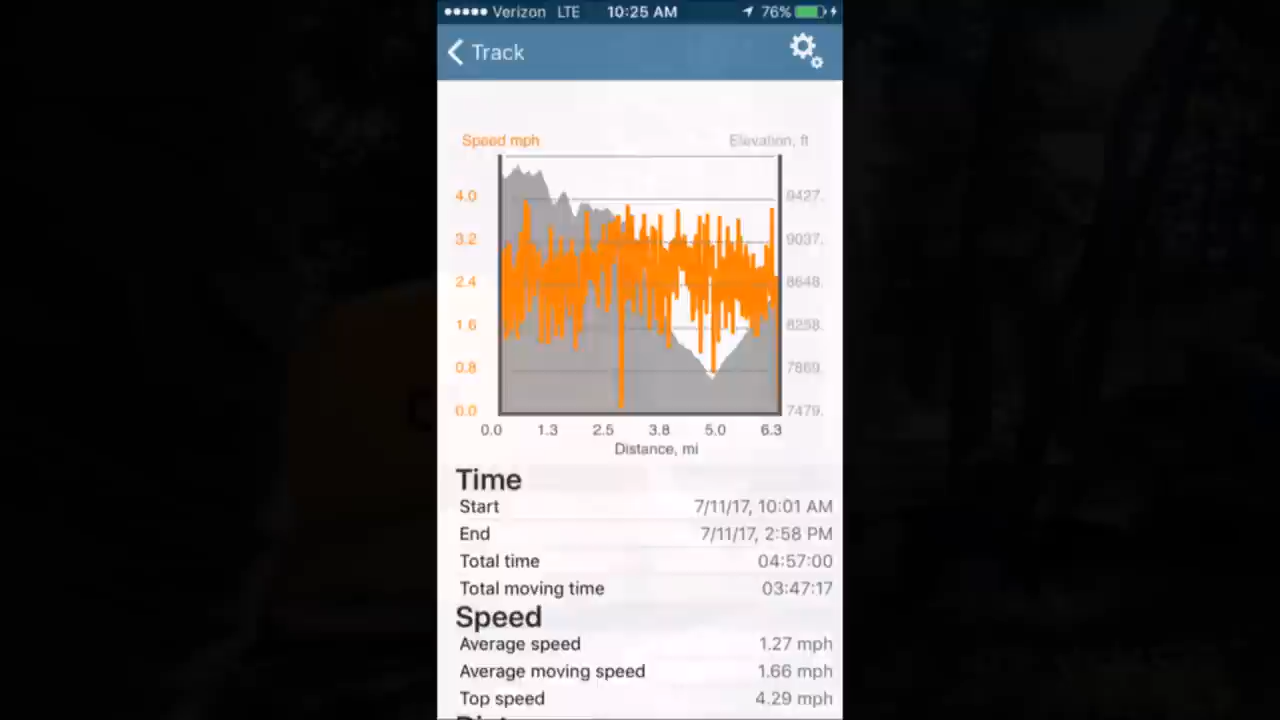 Verizon LTE 10:25 AM 76%
Track
Speed mph Elevation, ft
4.0 9427.
3.2 9037.
2.4 8648.
1.6 8258.
0.8 7869.
0.0 7479.
0.0 1.3 2.5 3.8 5.0 6.3
Distance, mi
Time
Start 7/11/17, 10:01 AM
End 7/11/17, 2:58 PM
Total time 04:57:00
Total moving time 03:47:17
Speed
Average speed 1.27 mph
Average moving speed 1.66 mph
Top speed 4.29 mph